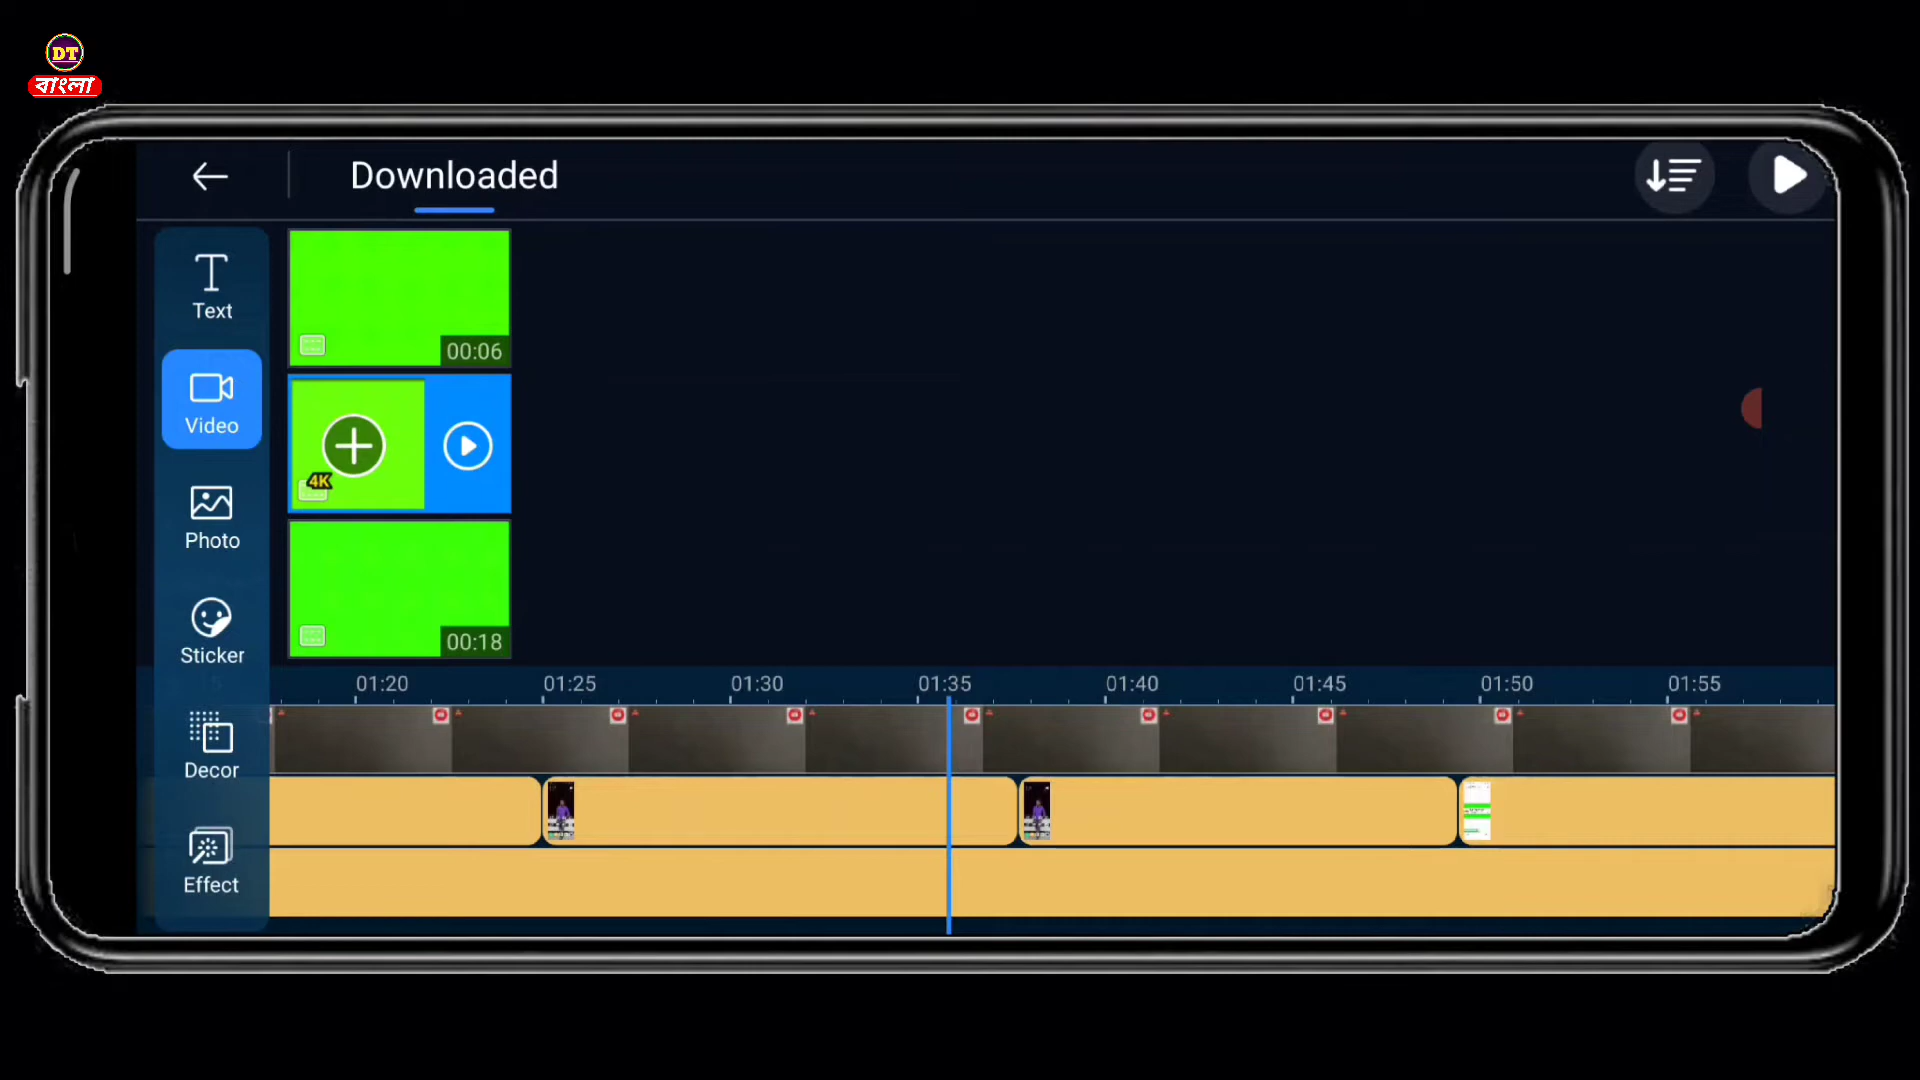 DT
বাংলা
Downloaded
Text
00:06
Video
4K
Photo
00:18
Sticker
01:20
01:25
01:30
01:35
01:40
01:45
01:50
01:55
Decor
Effect